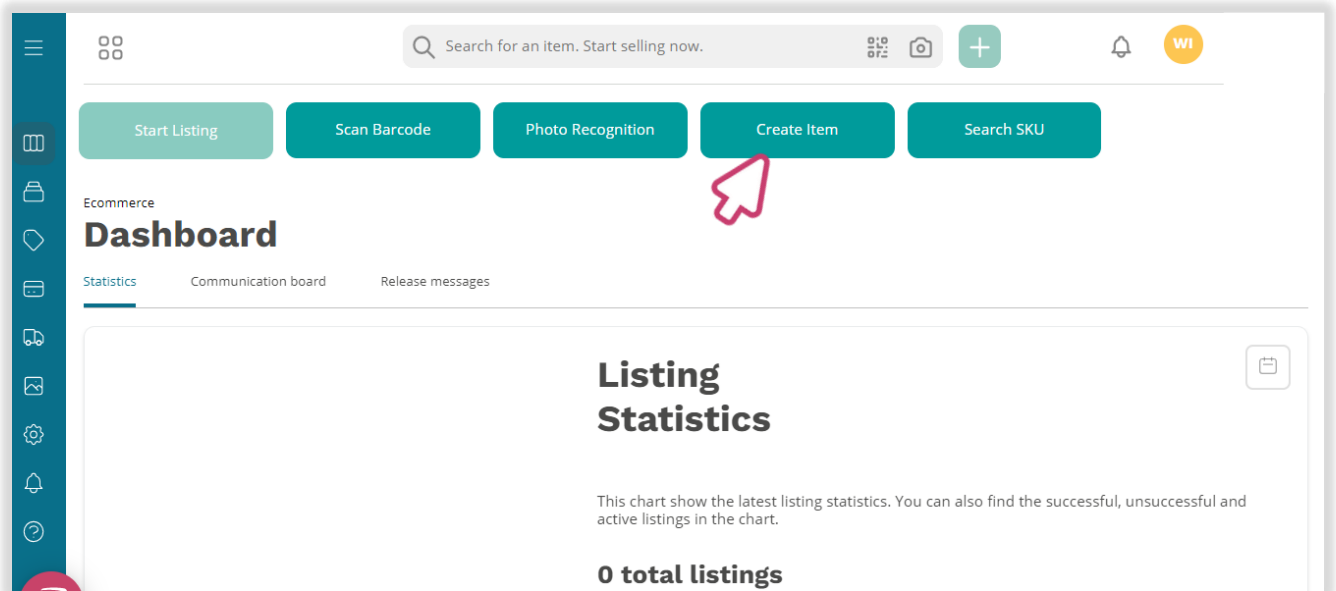 Search for an item. Start selling now.
WI
Start Listing
Scan Barcode
Photo Recognition
Create Item
Search SKU
Ecommerce
Dashboard
Statistics
Communication board
Release messages
Listing
Statistics
This chart show the latest listing statistics. You can also find the successful, unsuccessful and
active listings in the chart.
0 total listings